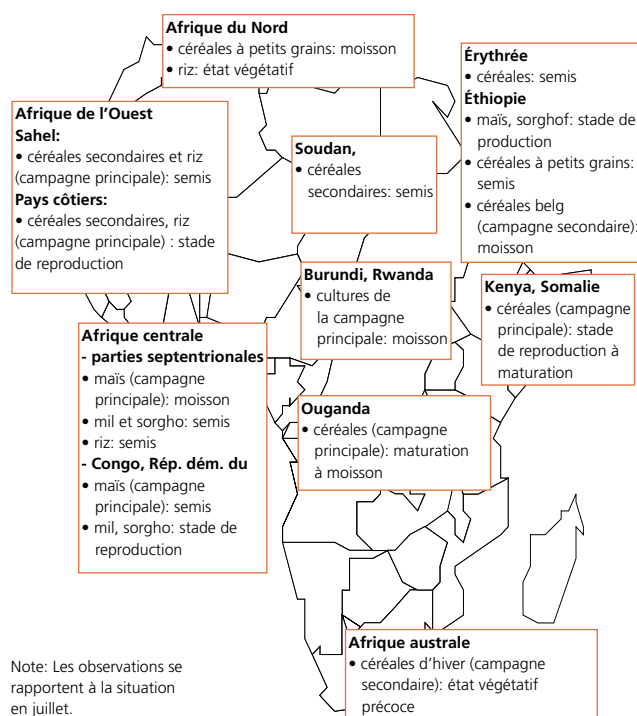 Afrique du Nord
• céréales à petits grains: moisson
• riz: état végétatif
Érythrée
• céréales: semis
Éthiopie
• maïs, sorghof: stade de
production
• céréales à petits grains:
semis
• céréales belg
(campagne secondaire):
moisson
Afrique de l'Ouest
Sahel:
• céréales secondaires et riz
(campagne principale): semis
Pays côtiers:
• céréales secondaires, riz
(campagne principale) : stade
de reproduction
Soudan,
• céréales
secondaires: semis
Burundi, Rwanda
• cultures de
la campagne
principale: moisson
Kenya, Somalie
• céréales (campagne
principale): stade
de reproduction à
maturation
Afrique centrale
- parties septentrionales
• maïs (campagne
principale): moisson
• mil et sorgho: semis
• riz: semis
- Congo, Rép. dém. du
• maïs (campagne
principale): semis
• mil, sorgho: stade de
reproduction
Ouganda
• céréales (campagne
principale): maturation
à moisson
Afrique australe
• céréales d'hiver (campagne
secondaire): état végétatif
précoce
Note: Les observations se
rapportent à la situation
en juillet.